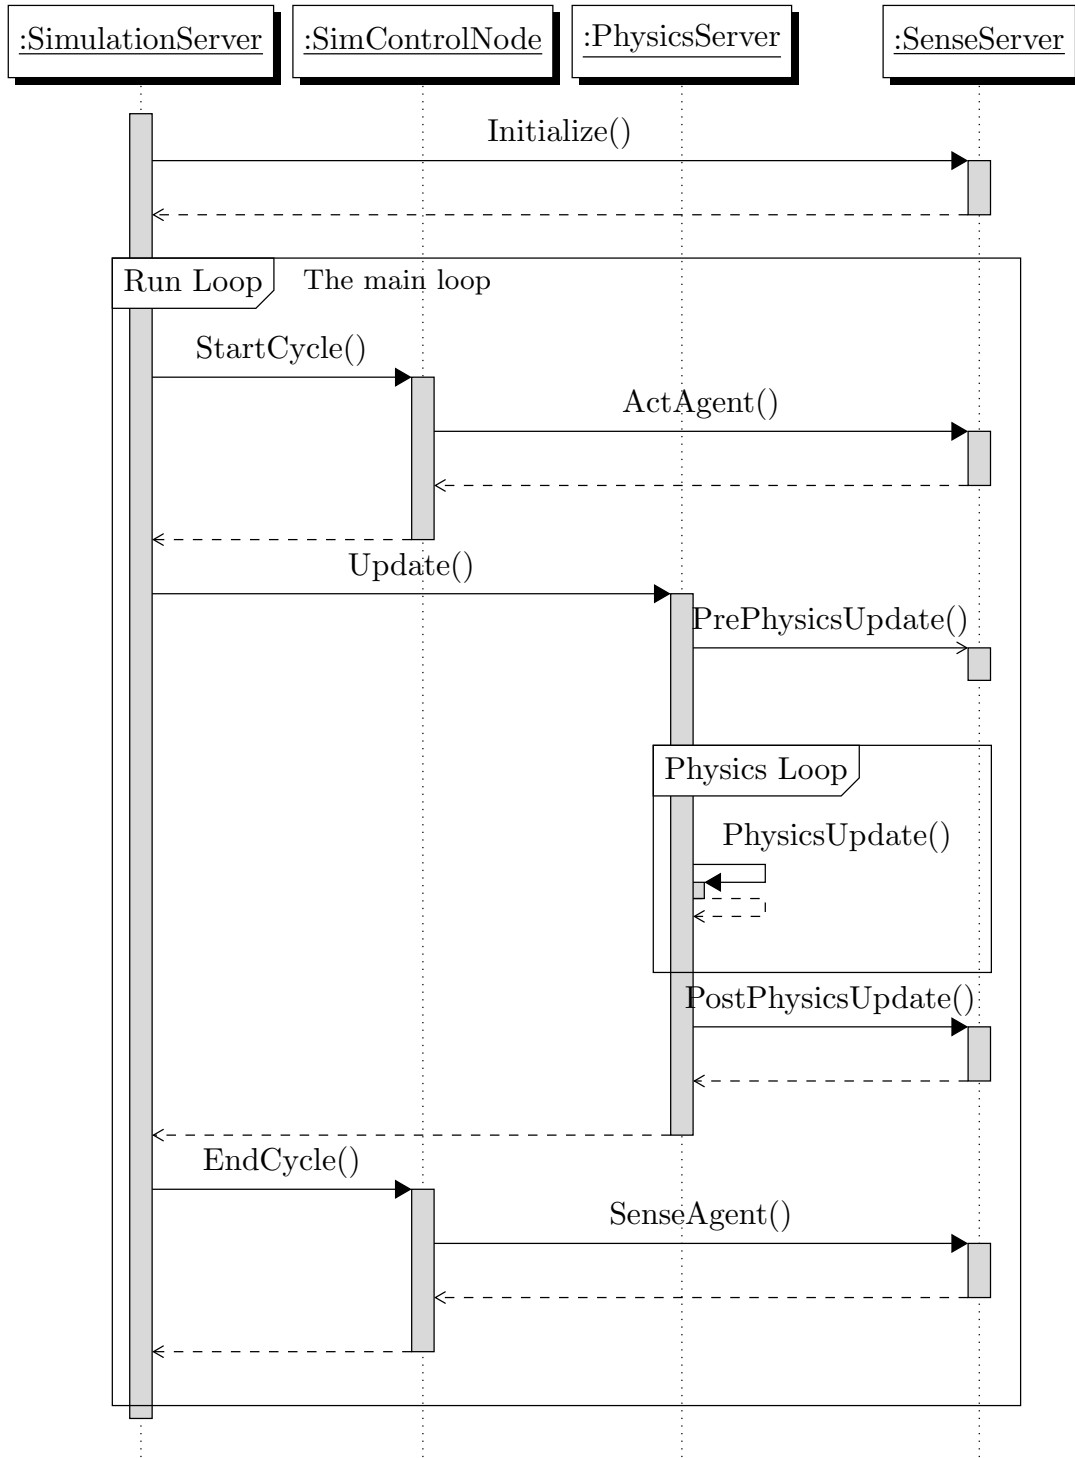 :SimulationServer :SimControlNode :PhysicsServer :SenseServer
Initialize()
Run Loop The main loop
StartCycle()
ActAgent()
Update()
PrePhysicsUpdate()
Physics Loop
PhysicsUpdate()
PostPhysicsUpdate()
EndCycle()
SenseAgent()